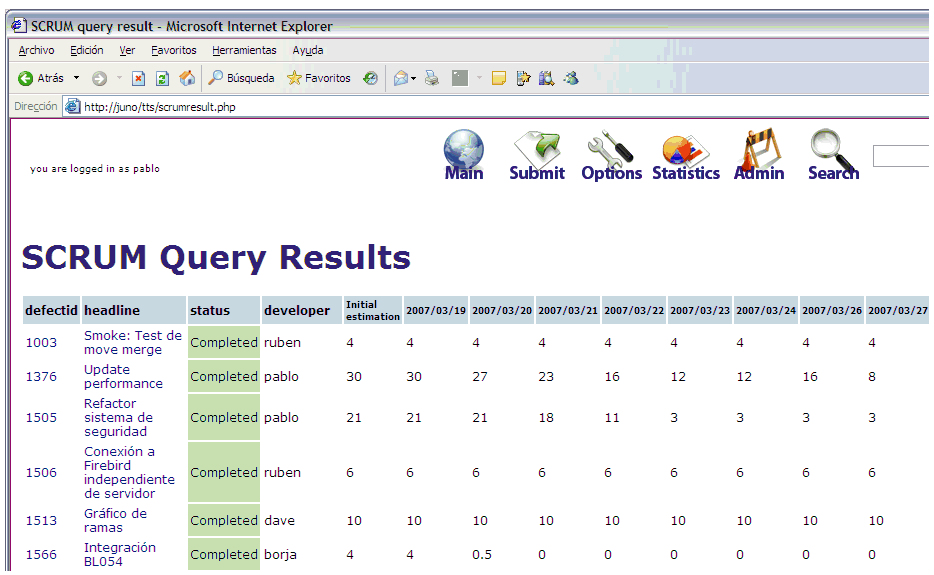 SCRUM query result - Microsoft Internet Explorer
Archivo Edición Ver Favoritos Herramientas Ayuda
Atrás Búsqueda Favoritos
Dirección http://juno/tts/scrumresult.php
you are logged in as pablo
Main Submit Options Statistics Admin Search
SCRUM Query Results
defectid headline status developer Initial estimation 2007/03/19 2007/03/20 2007/03/21 2007/03/22 2007/03/23 2007/03/24 2007/03/26 2007/03/27
1003 Smoke: Test de move merge Completed ruben 4 4 4 4 4 4 4 4 4
1376 Update performance Completed pablo 30 30 27 23 16 12 12 16 8
1505 Refactor sistema de seguridad Completed pablo 21 21 21 18 11 3 3 3 3
1506 Conexión a Firebird independiente de servidor Completed ruben 6 6 6 6 6 6 6 6 6
1513 Gráfico de ramas Completed dave 10 10 10 10 10 10 10 10 10
1566 Integración BL054 Completed borja 4 4 0.5 0 0 0 0 0 0